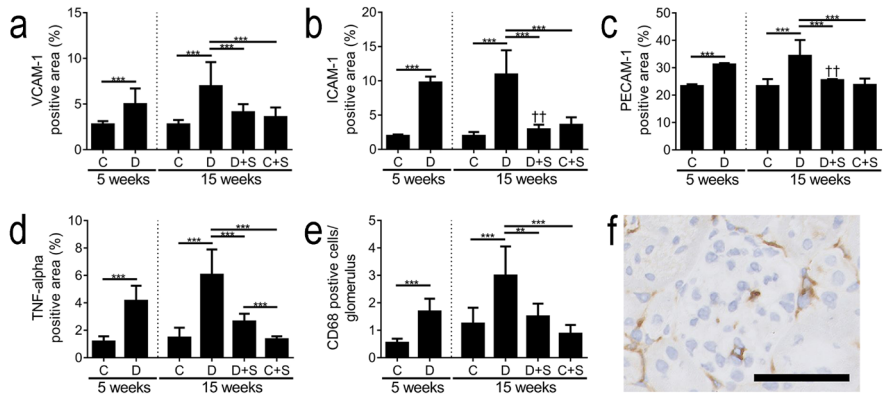 a
VCAM-1
positive area (%)
15
10
5
0
***
***
***
***
C D C D D+S C+S
5 weeks 15 weeks
b
ICAM-1
positive area (%)
20
15
10
5
0
***
***
***
***
††
C D C D D+S C+S
5 weeks 15 weeks
c
PECAM-1
positive area (%)
50
40
30
20
10
0
***
***
***
***
††
C D C D D+S C+S
5 weeks 15 weeks
d
TNF-alpha
positive area (%)
10
8
6
4
2
0
***
***
***
***
***
C D C D D+S C+S
5 weeks 15 weeks
e
CD68 postive cells/
glomerulus
5
4
3
2
1
0
***
***
***
**
C D C D D+S C+S
5 weeks 15 weeks
f